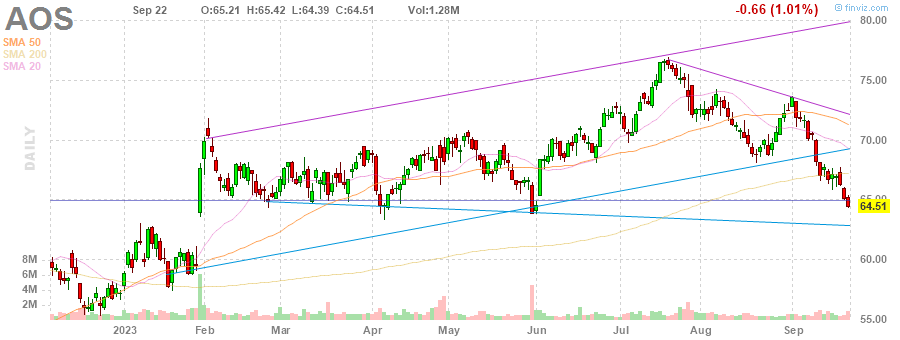 AOS
Sep 22 O:65.21 H:65.42 L:64.39 C:64.51 Vol:1.28M -0.66 (1.01%)
© finviz.com
SMA 50
SMA 200
SMA 20
DAILY
80.00
75.00
70.00
65.00
64.51
60.00
55.00
8M
6M
4M
2M
2023 Feb Mar Apr May Jun Jul Aug Sep